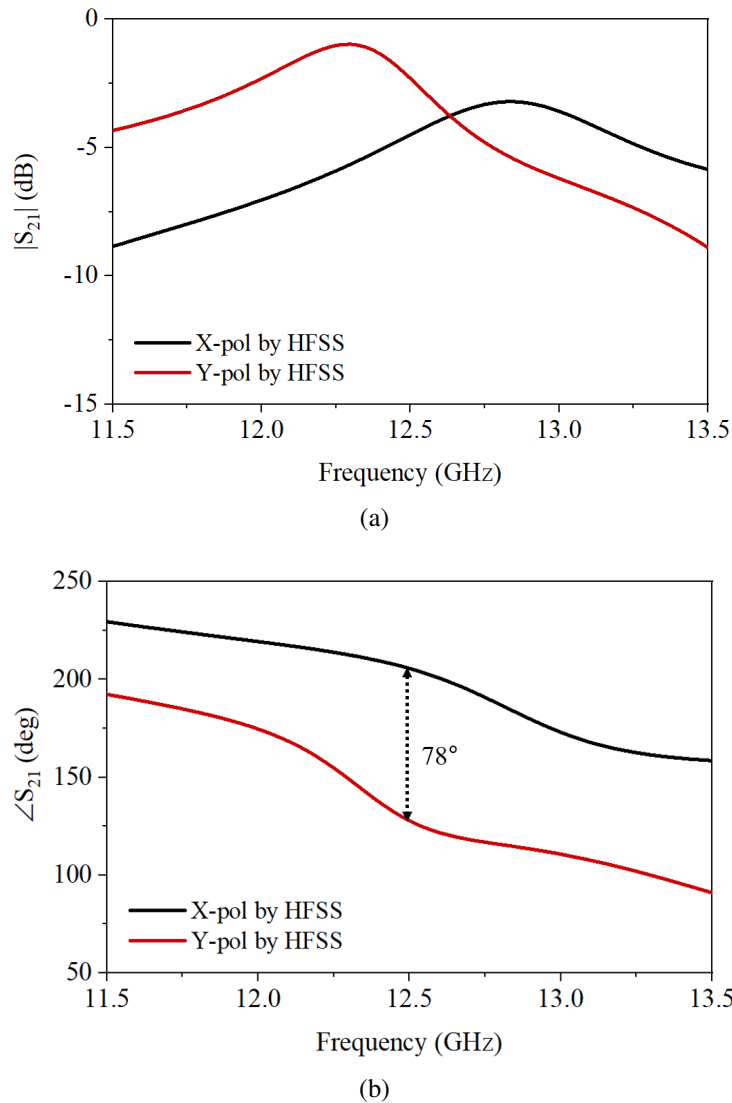 0
-5
-10
-15
|S21| (dB)
X-pol by HFSS
Y-pol by HFSS
11.5 12.0 12.5 13.0 13.5
Frequency (GHz)
(a)
250
200
150
100
50
∠S21 (deg)
78°
X-pol by HFSS
Y-pol by HFSS
11.5 12.0 12.5 13.0 13.5
Frequency (GHz)
(b)